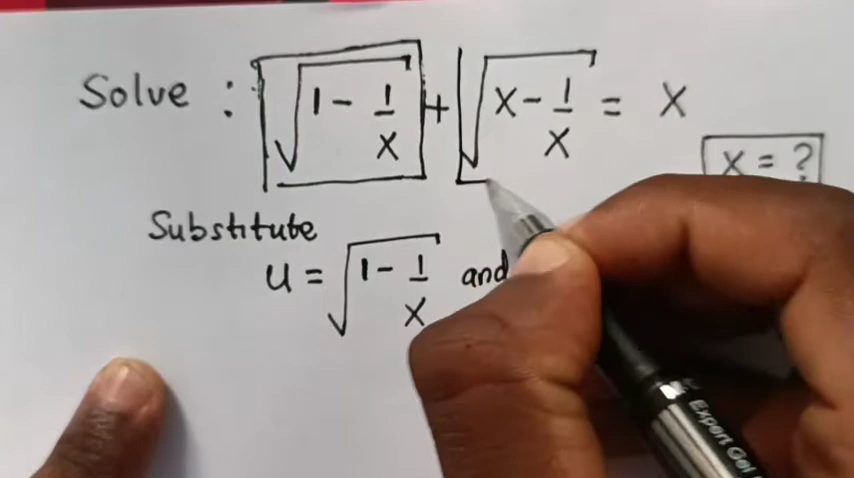 Solve : √(1 - 1/x) + √(x - 1/x) = x
x = ?
Substitute
u = √(1 - 1/x) and
Expert Gel